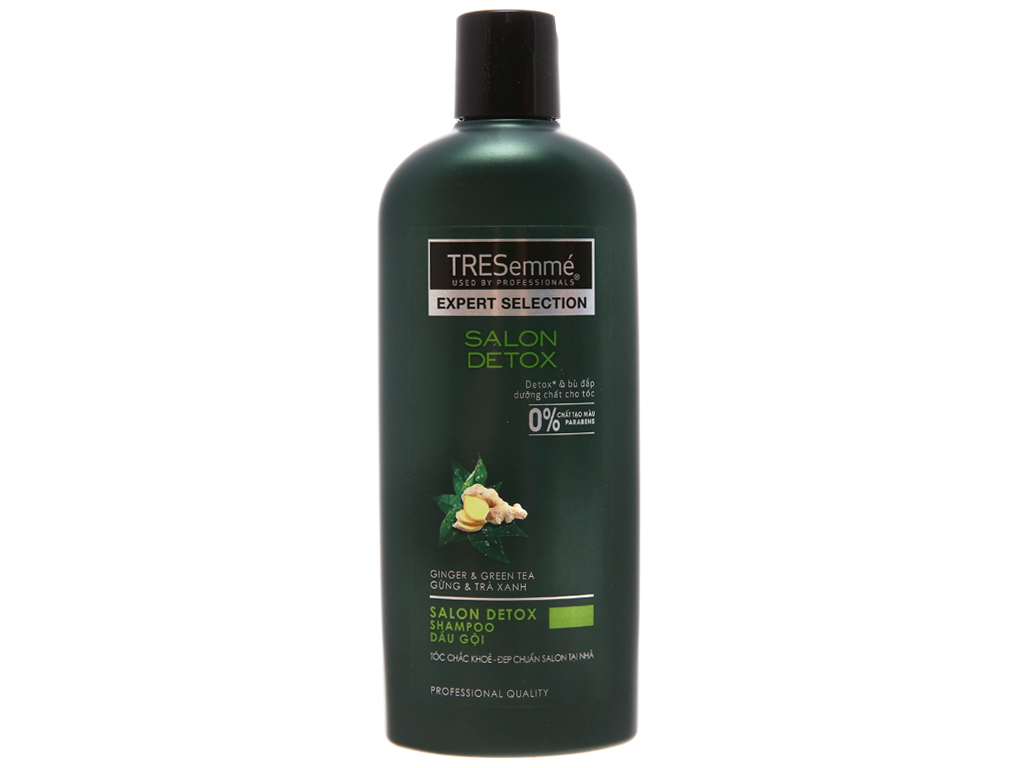 TRESemmé®
USED BY PROFESSIONALS
EXPERT SELECTION
SALON
DETOX
Detox* & bù đắp
dưỡng chất cho tóc
0% CHẤT TẠO MÀU
PARABENS
GINGER & GREEN TEA
GỪNG & TRÀ XANH
SALON DETOX
SHAMPOO
DẦU GỘI
TÓC CHẮC KHOẺ - ĐẸP CHUẨN SALON TẠI NHÀ
PROFESSIONAL QUALITY